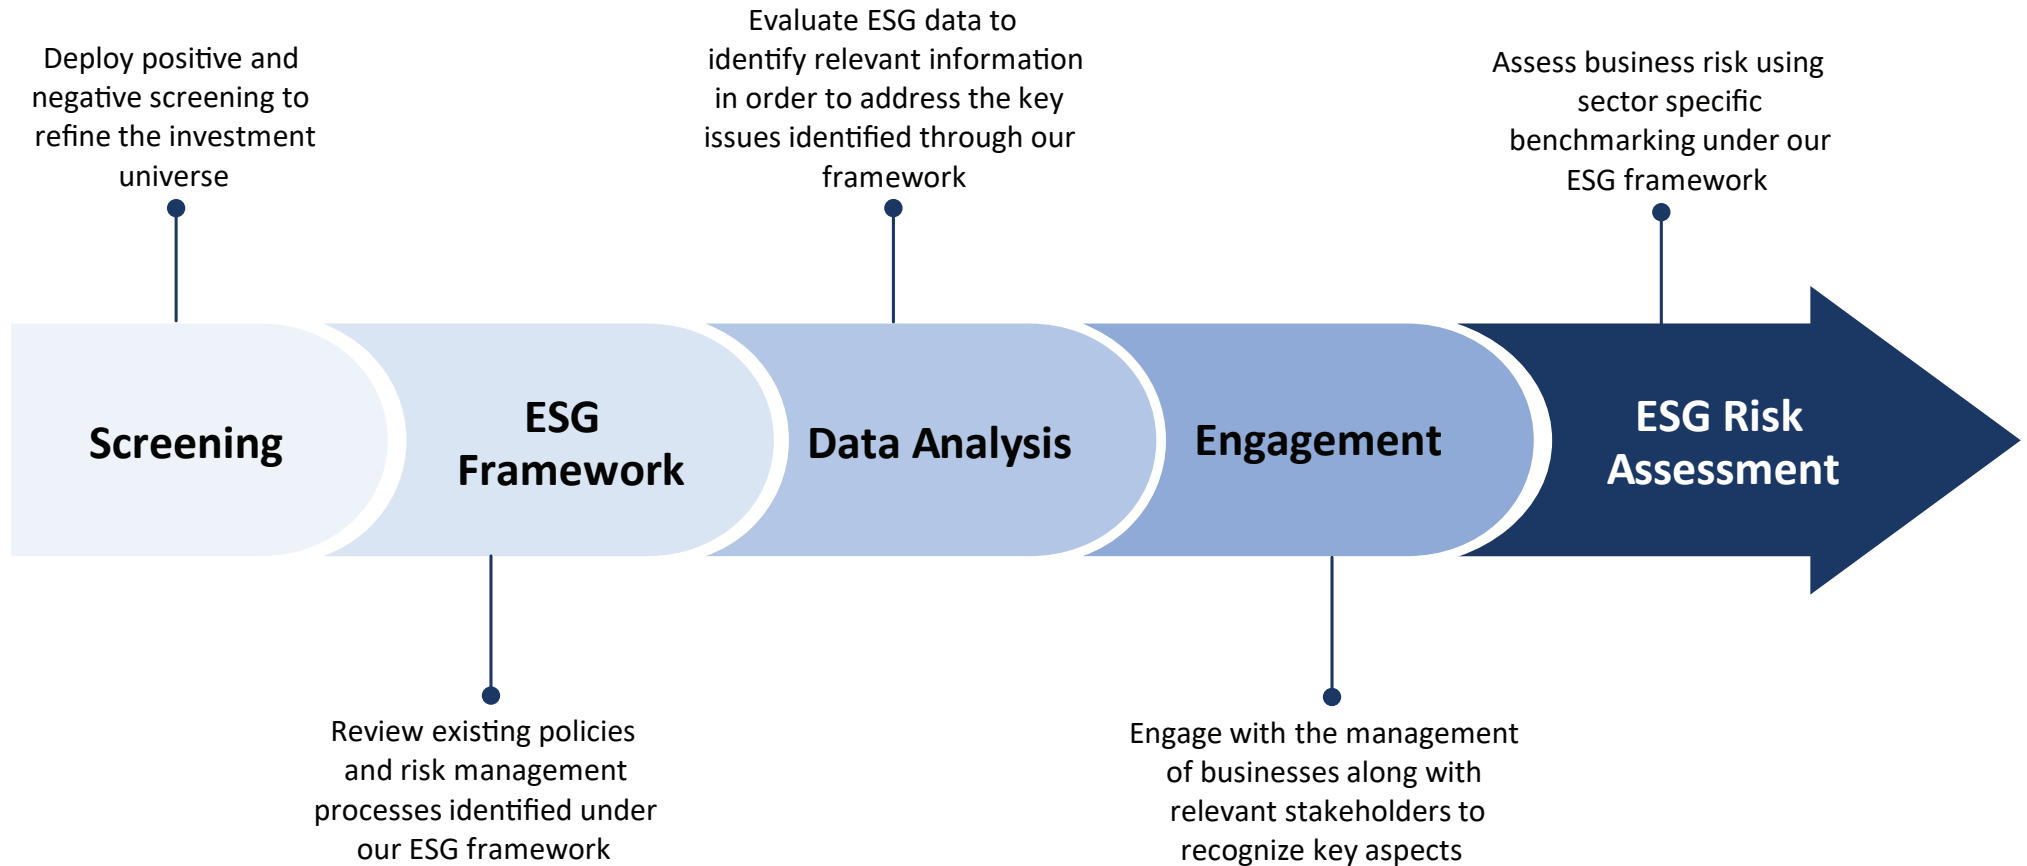 Deploy positive and
negative screening to
refine the investment
universe
Evaluate ESG data to
identify relevant information
in order to address the key
issues identified through our
framework
Assess business risk using
sector specific
benchmarking under our
ESG framework
Screening
ESG
Framework
Data Analysis
Engagement
ESG Risk
Assessment
Review existing policies
and risk management
processes identified under
our ESG framework
Engage with the management
of businesses along with
relevant stakeholders to
recognize key aspects